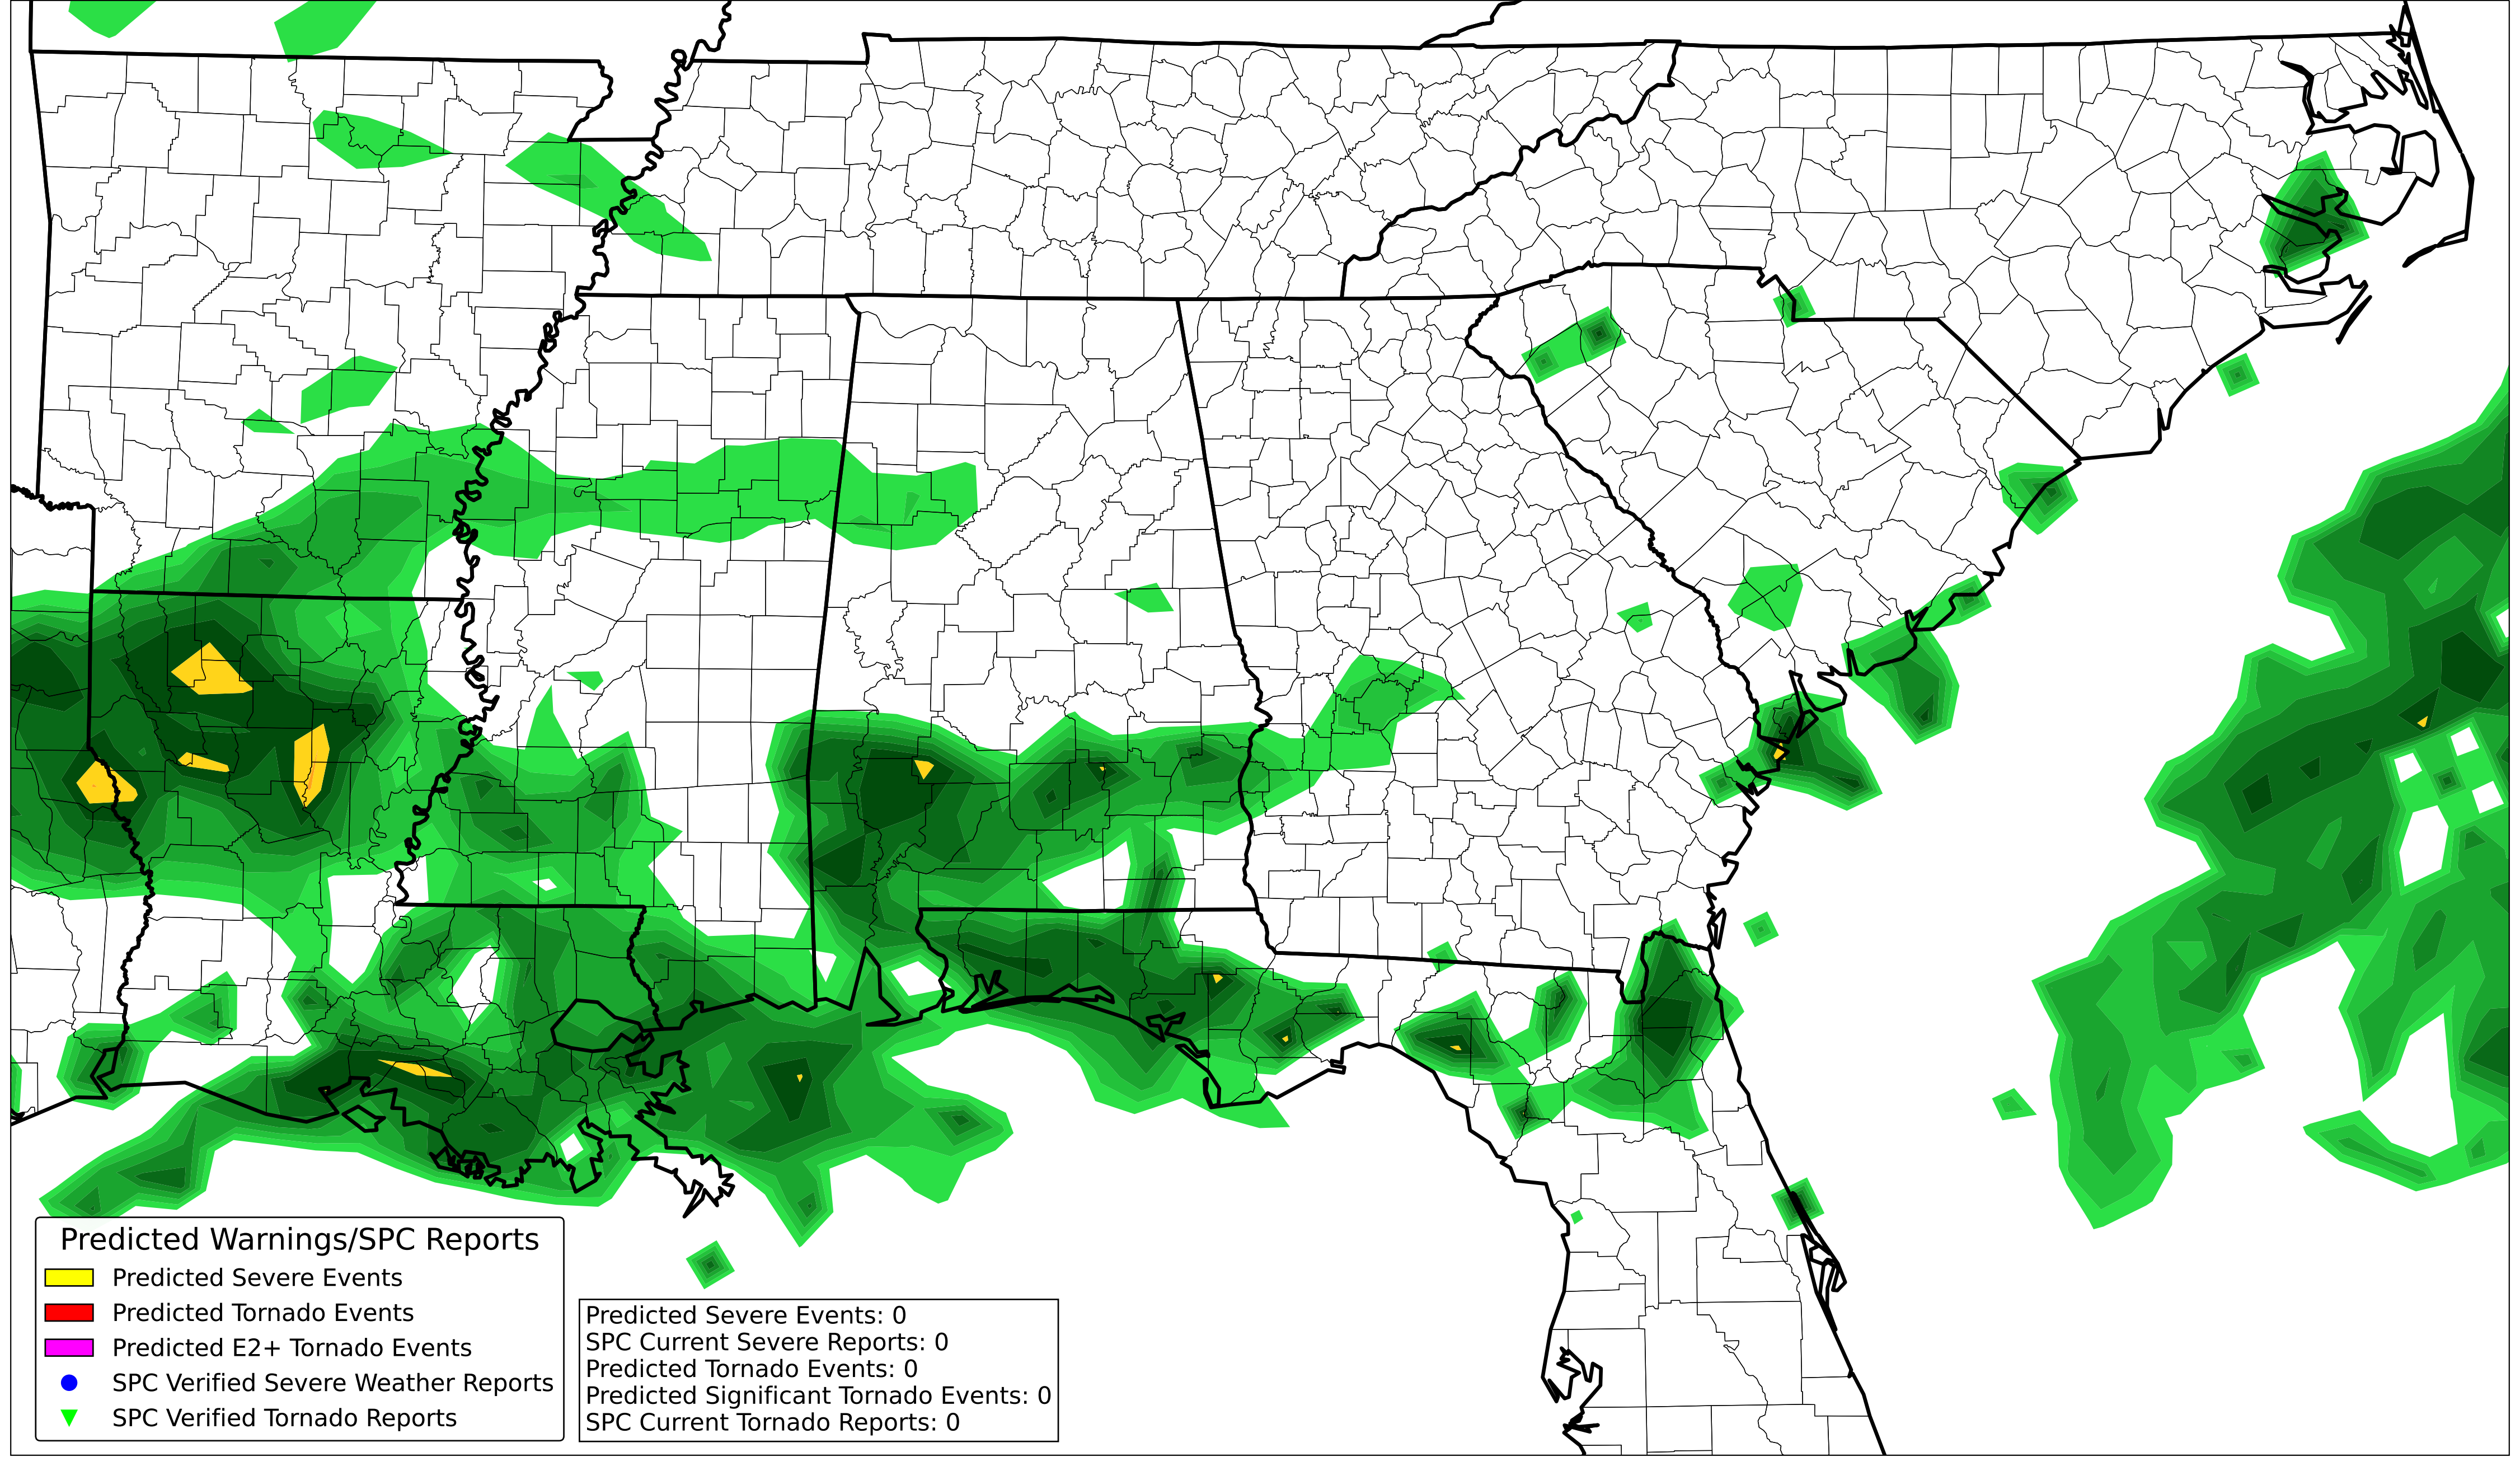 Predicted Warnings/SPC Reports
Predicted Severe Events
Predicted Tornado Events
Predicted E2+ Tornado Events
SPC Verified Severe Weather Reports
SPC Verified Tornado Reports
Predicted Severe Events: 0
SPC Current Severe Reports: 0
Predicted Tornado Events: 0
Predicted Significant Tornado Events: 0
SPC Current Tornado Reports: 0